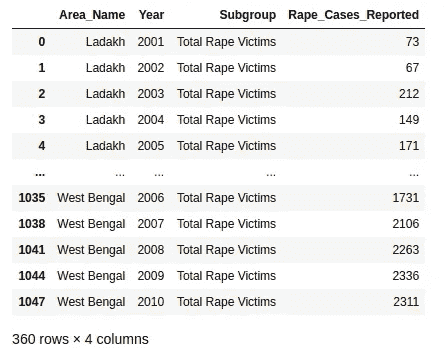 Area_Name Year Subgroup Rape_Cases_Reported
0 Ladakh 2001 Total Rape Victims 73
1 Ladakh 2002 Total Rape Victims 67
2 Ladakh 2003 Total Rape Victims 212
3 Ladakh 2004 Total Rape Victims 149
4 Ladakh 2005 Total Rape Victims 171
... ... ... ... ...
1035 West Bengal 2006 Total Rape Victims 1731
1038 West Bengal 2007 Total Rape Victims 2106
1041 West Bengal 2008 Total Rape Victims 2263
1044 West Bengal 2009 Total Rape Victims 2336
1047 West Bengal 2010 Total Rape Victims 2311
360 rows × 4 columns